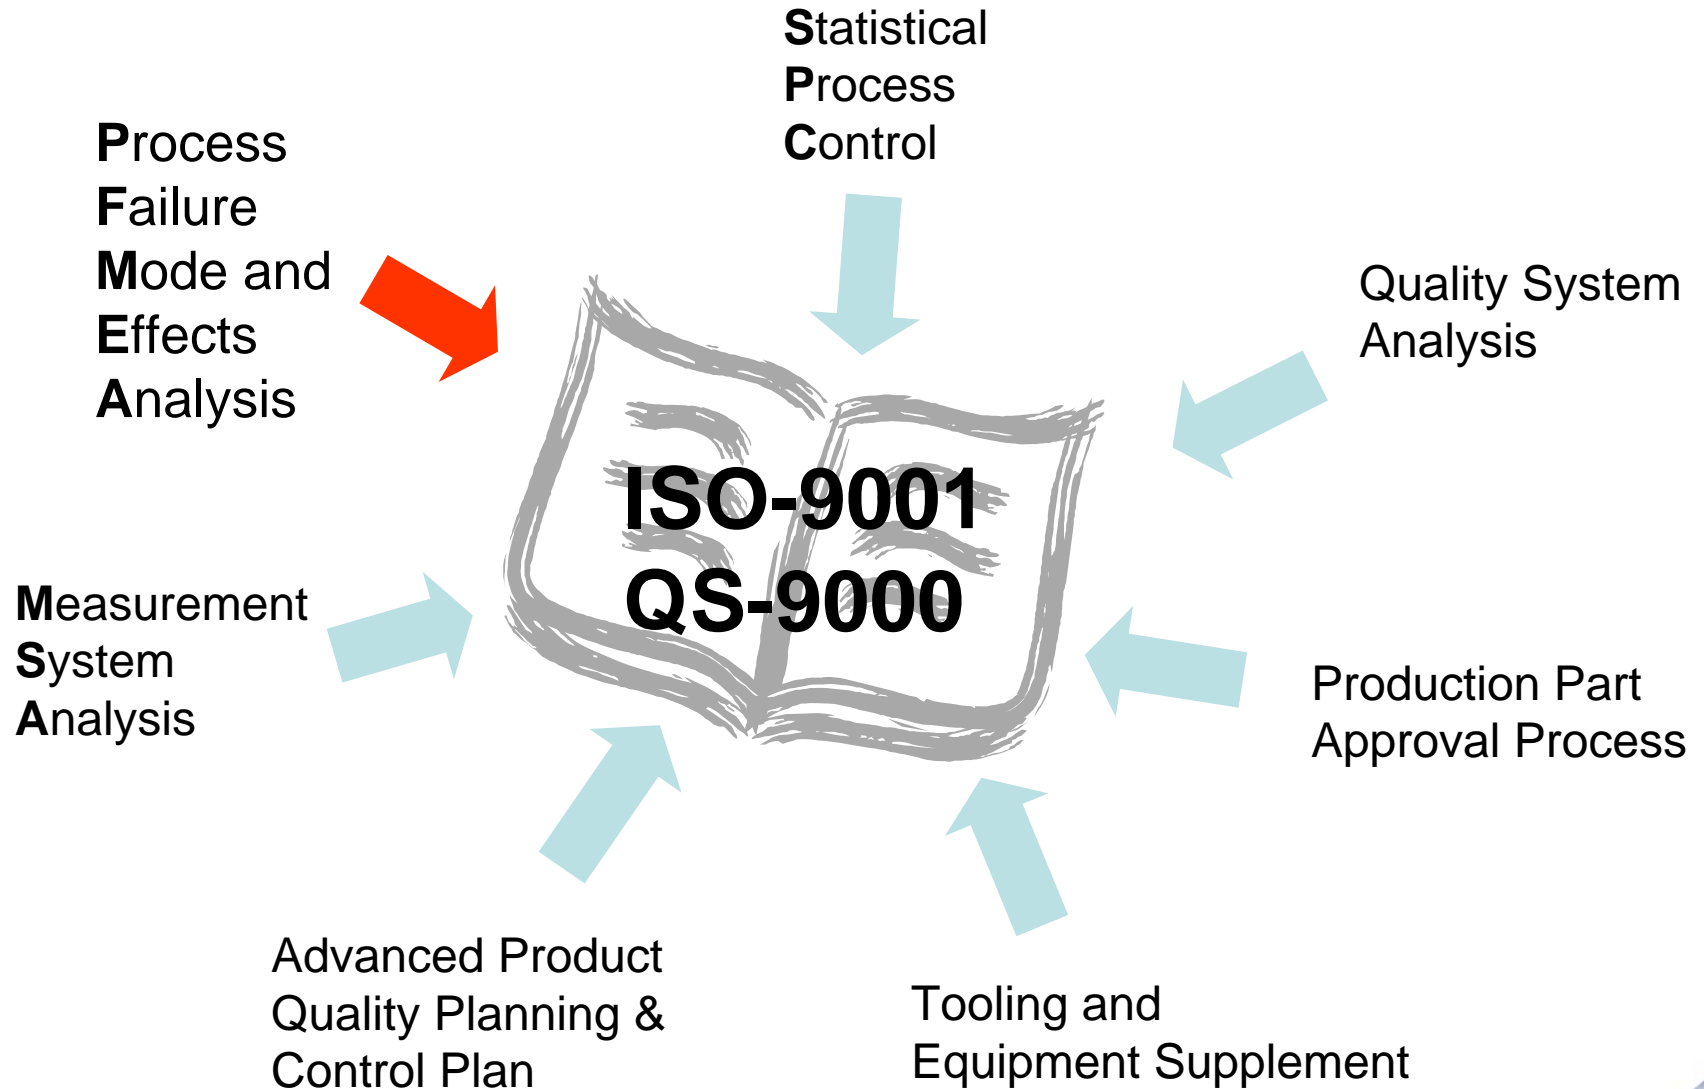 Statistical
Process
Control
Process
Failure
Mode and
Effects
Analysis
Quality System
Analysis
ISO-9001
QS-9000
Measurement
System
Analysis
Production Part
Approval Process
Advanced Product
Quality Planning &
Control Plan
Tooling and
Equipment Supplement